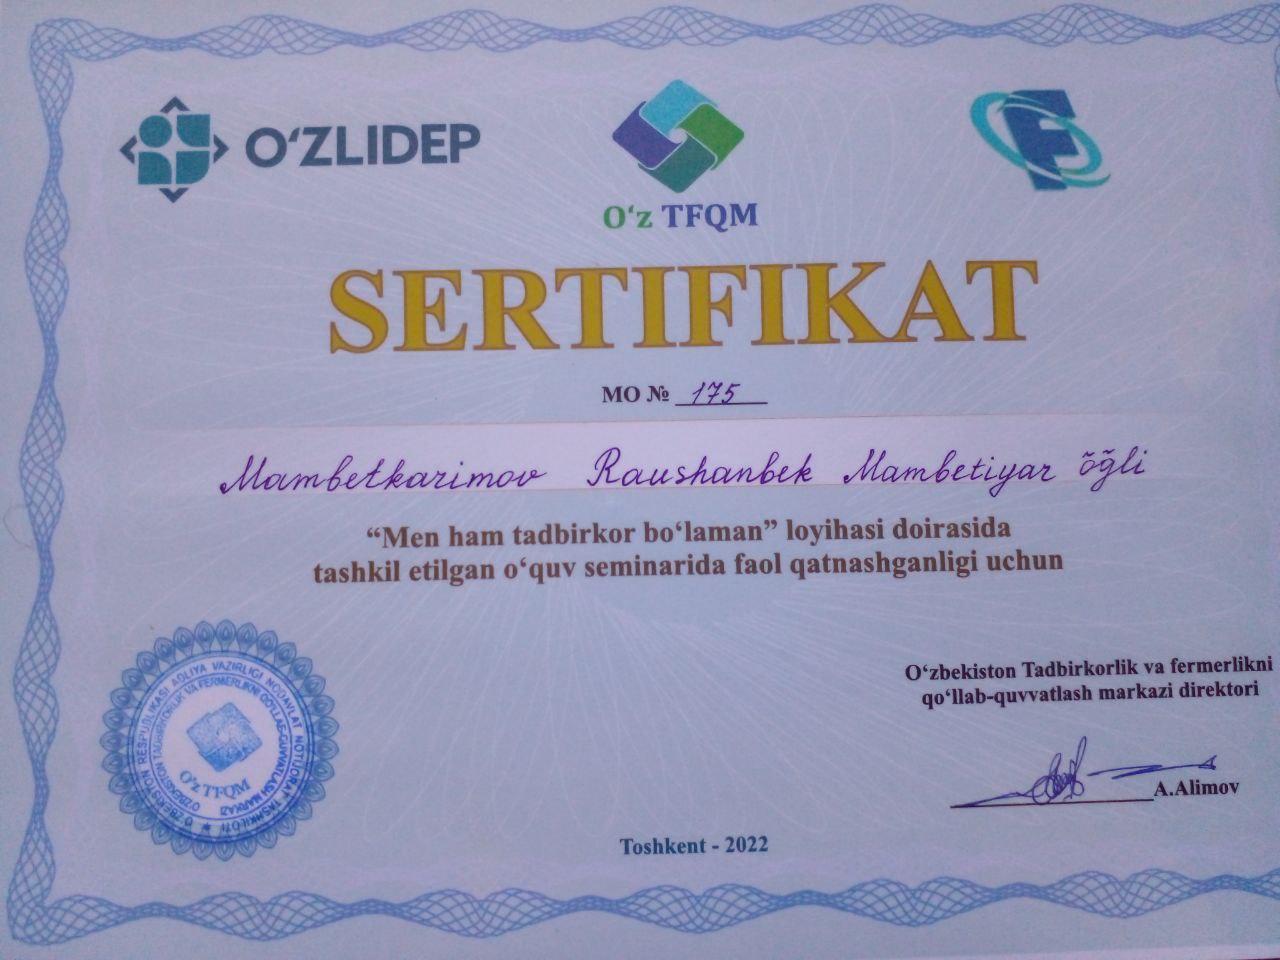 O‘ZLIDEP
O‘z TFQM
F
SERTIFIKAT
MO № 175
Mambetkarimov Raushanbek Mambetiyar õğli
“Men ham tadbirkor bo‘laman” loyihasi doirasida
tashkil etilgan o‘quv seminarida faol qatnashganligi uchun
O‘zbekiston Tadbirkorlik va fermerlikni
qo‘llab-quvvatlash markazi direktori
A.Alimov
O‘ZBEKISTON RESPUBLIKASI ADLIYA VAZIRLIGI NODAVLAT NOTIJORAT TASHKILOTI
O‘ZBEKISTON TADBIRKORLIK VA FERMERLIKNI QO‘LLAB-QUVVATLASH MARKAZI
O‘z TFQM
Toshkent - 2022